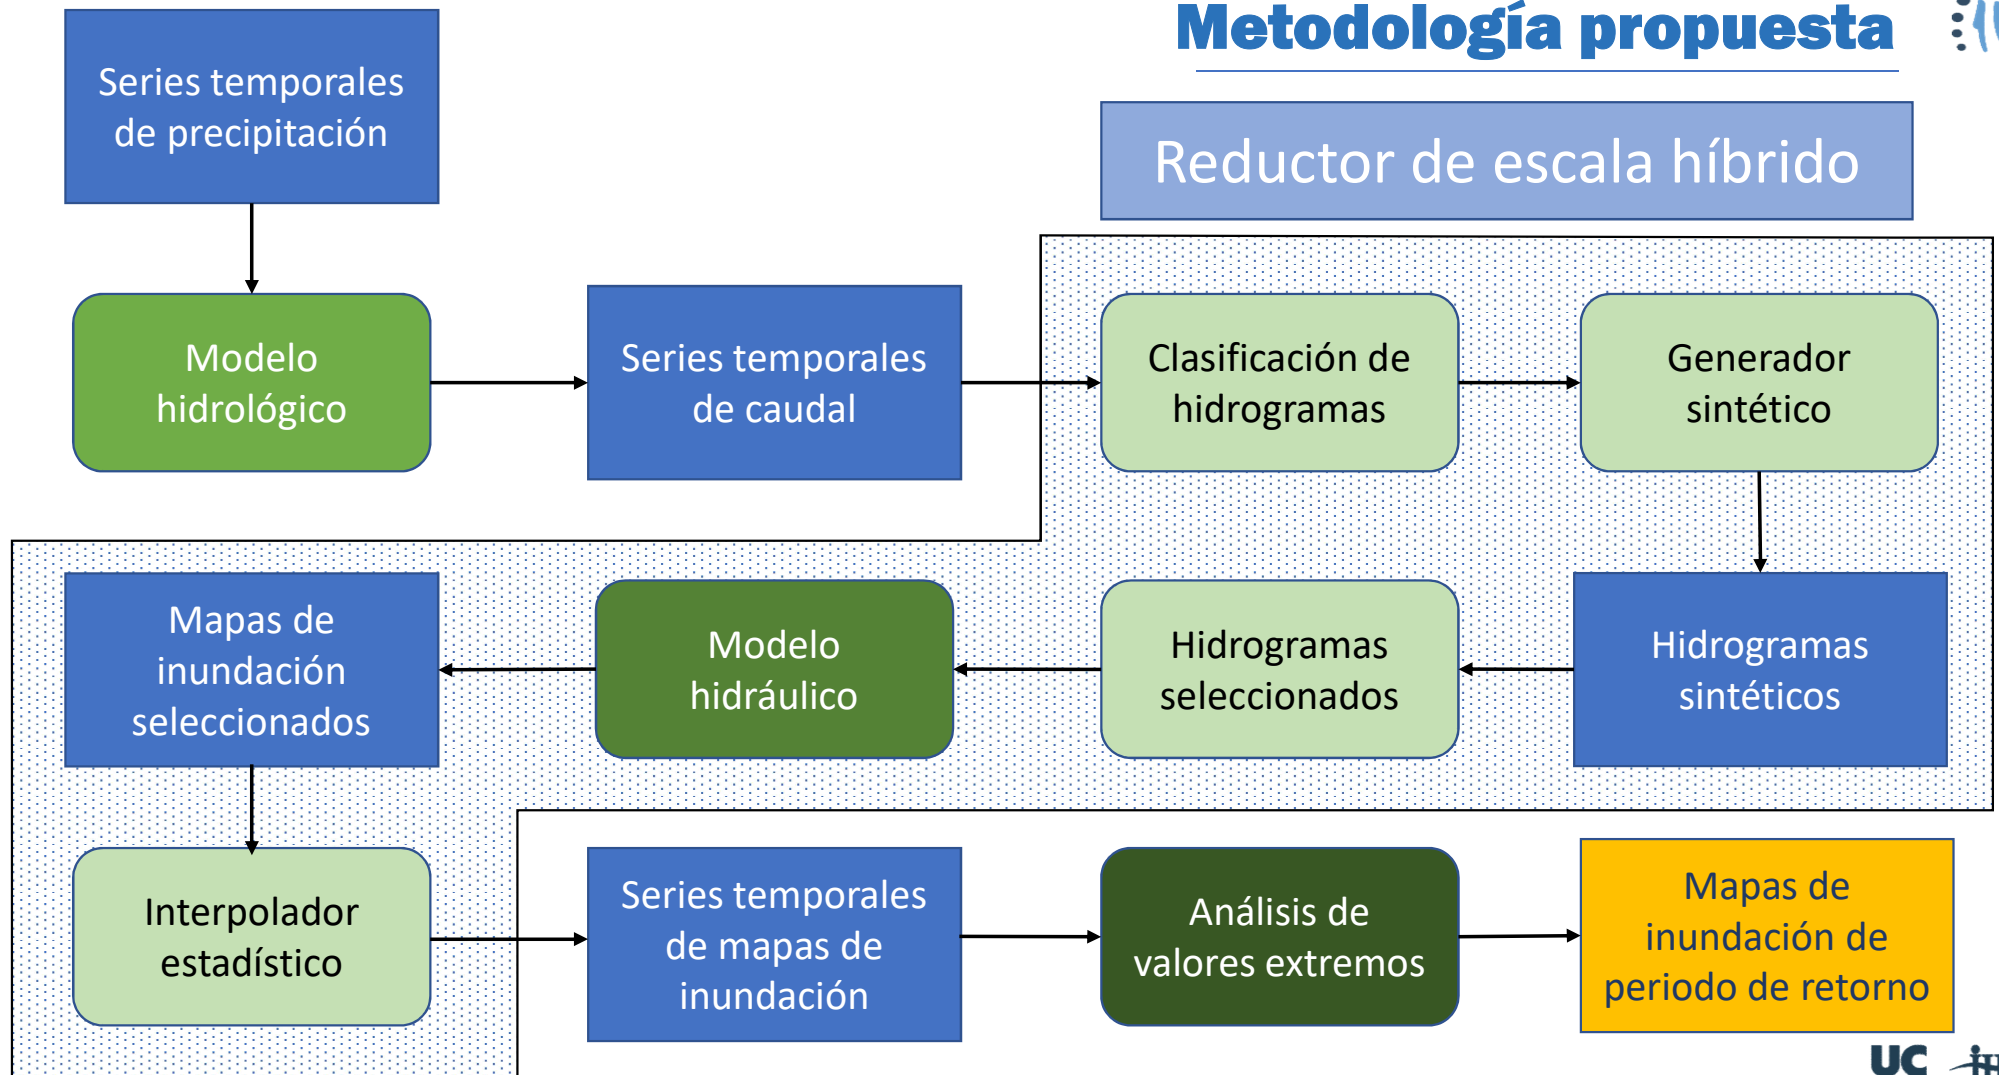 Metodología propuesta
Reductor de escala híbrido
Series temporales
de precipitación
Modelo
hidrológico
Series temporales
de caudal
Clasificación de
hidrogramas
Generador
sintético
Hidrogramas
sintéticos
Hidrogramas
seleccionados
Modelo
hidráulico
Mapas de
inundación
seleccionados
Interpolador
estadístico
Series temporales
de mapas de
inundación
Análisis de
valores extremos
Mapas de
inundación de
periodo de retorno
UC